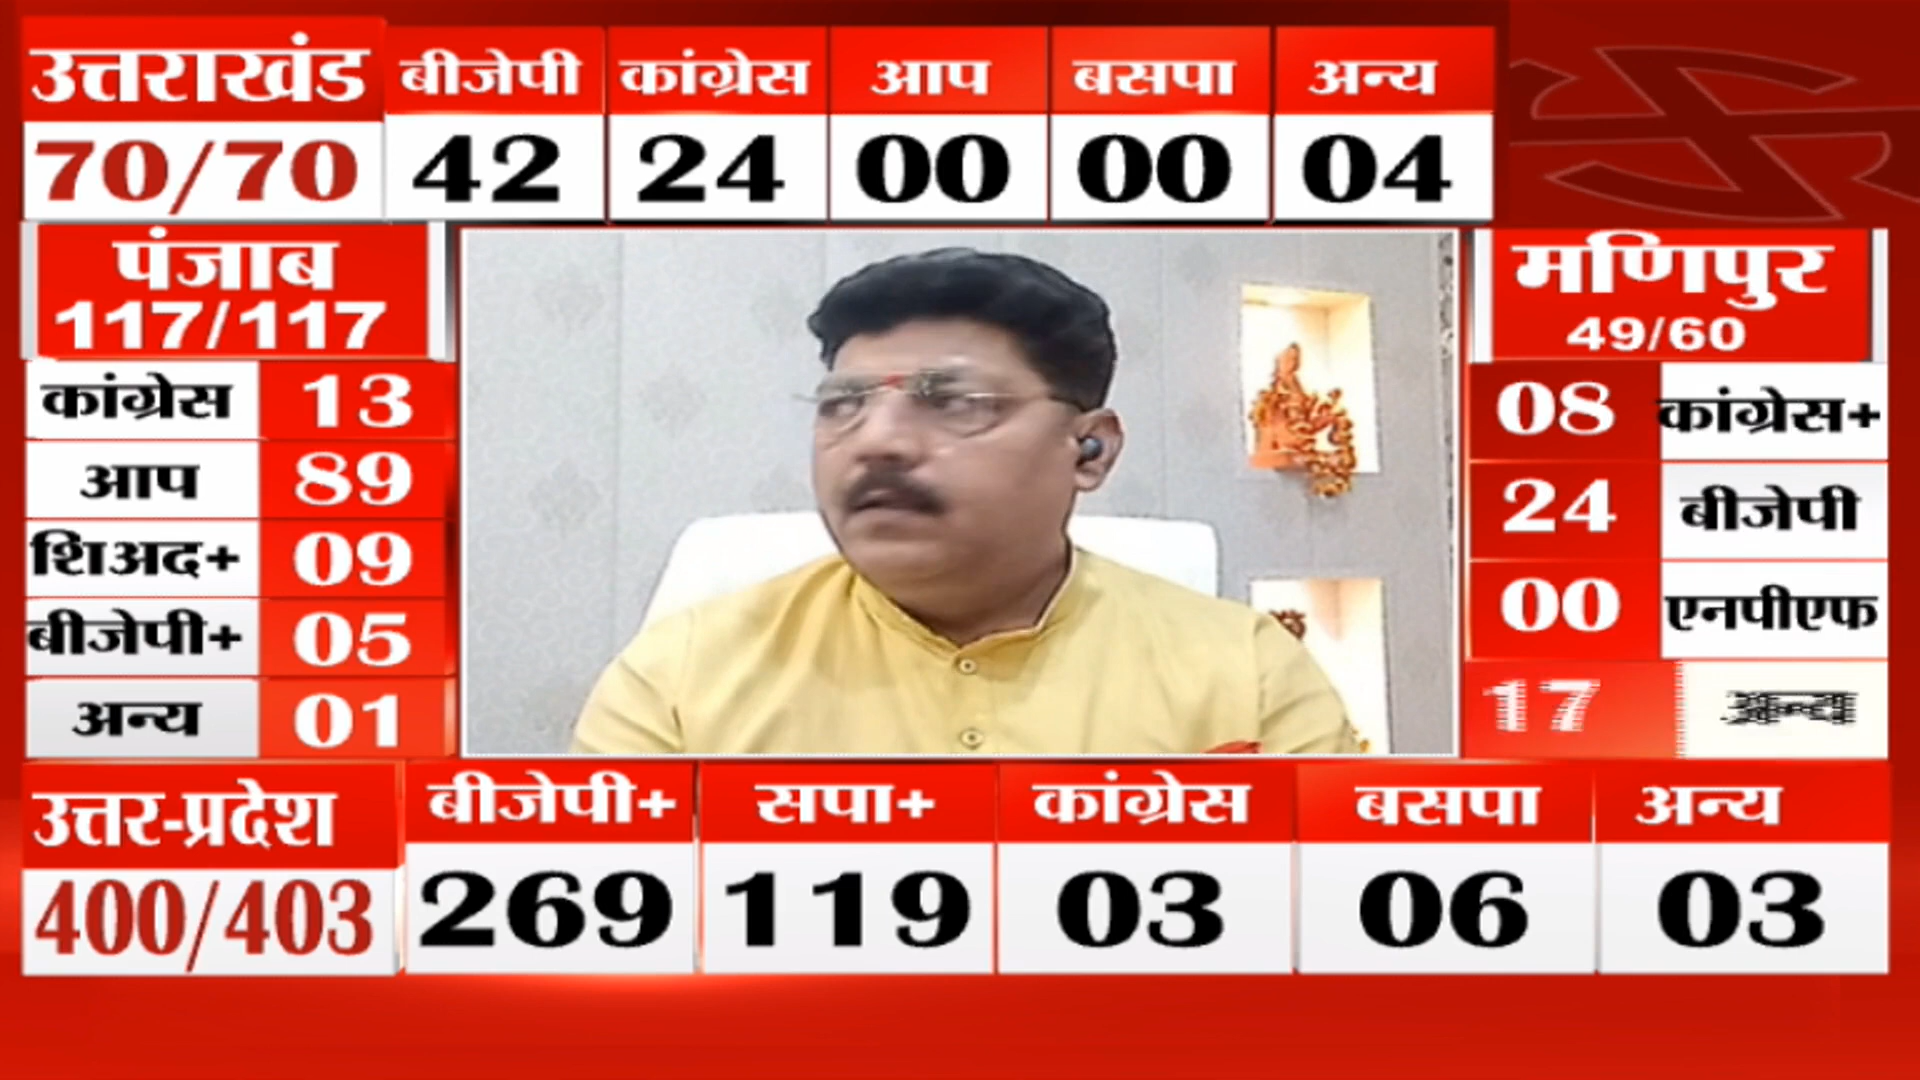 उत्तराखंड बीजेपी कांग्रेस आप बसपा अन्य
70/70 42 24 00 00 04
पंजाब
117/117
कांग्रेस 13
आप 89
शिअद+ 09
बीजेपी+ 05
अन्य 01
मणिपुर
49/60
08 कांग्रेस+
24 बीजेपी
00 एनपीएफ
17 अन्य
उत्तर-प्रदेश बीजेपी+ सपा+ कांग्रेस बसपा अन्य
400/403 269 119 03 06 03